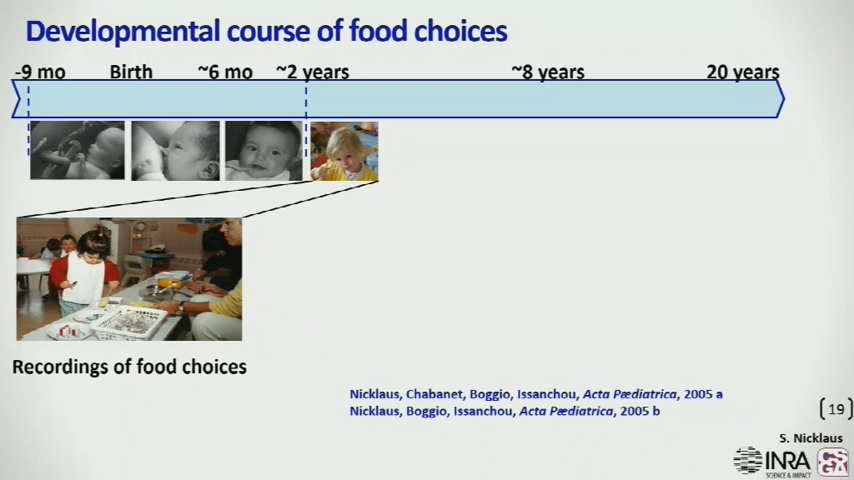 Developmental course of food choices
-9 mo Birth ~6 mo ~2 years ~8 years 20 years
Recordings of food choices
Nicklaus, Chabanet, Boggio, Issanchou, Acta Pædiatrica, 2005 a
Nicklaus, Boggio, Issanchou, Acta Pædiatrica, 2005 b
19
S. Nicklaus
INRA
SCIENCE & IMPACT